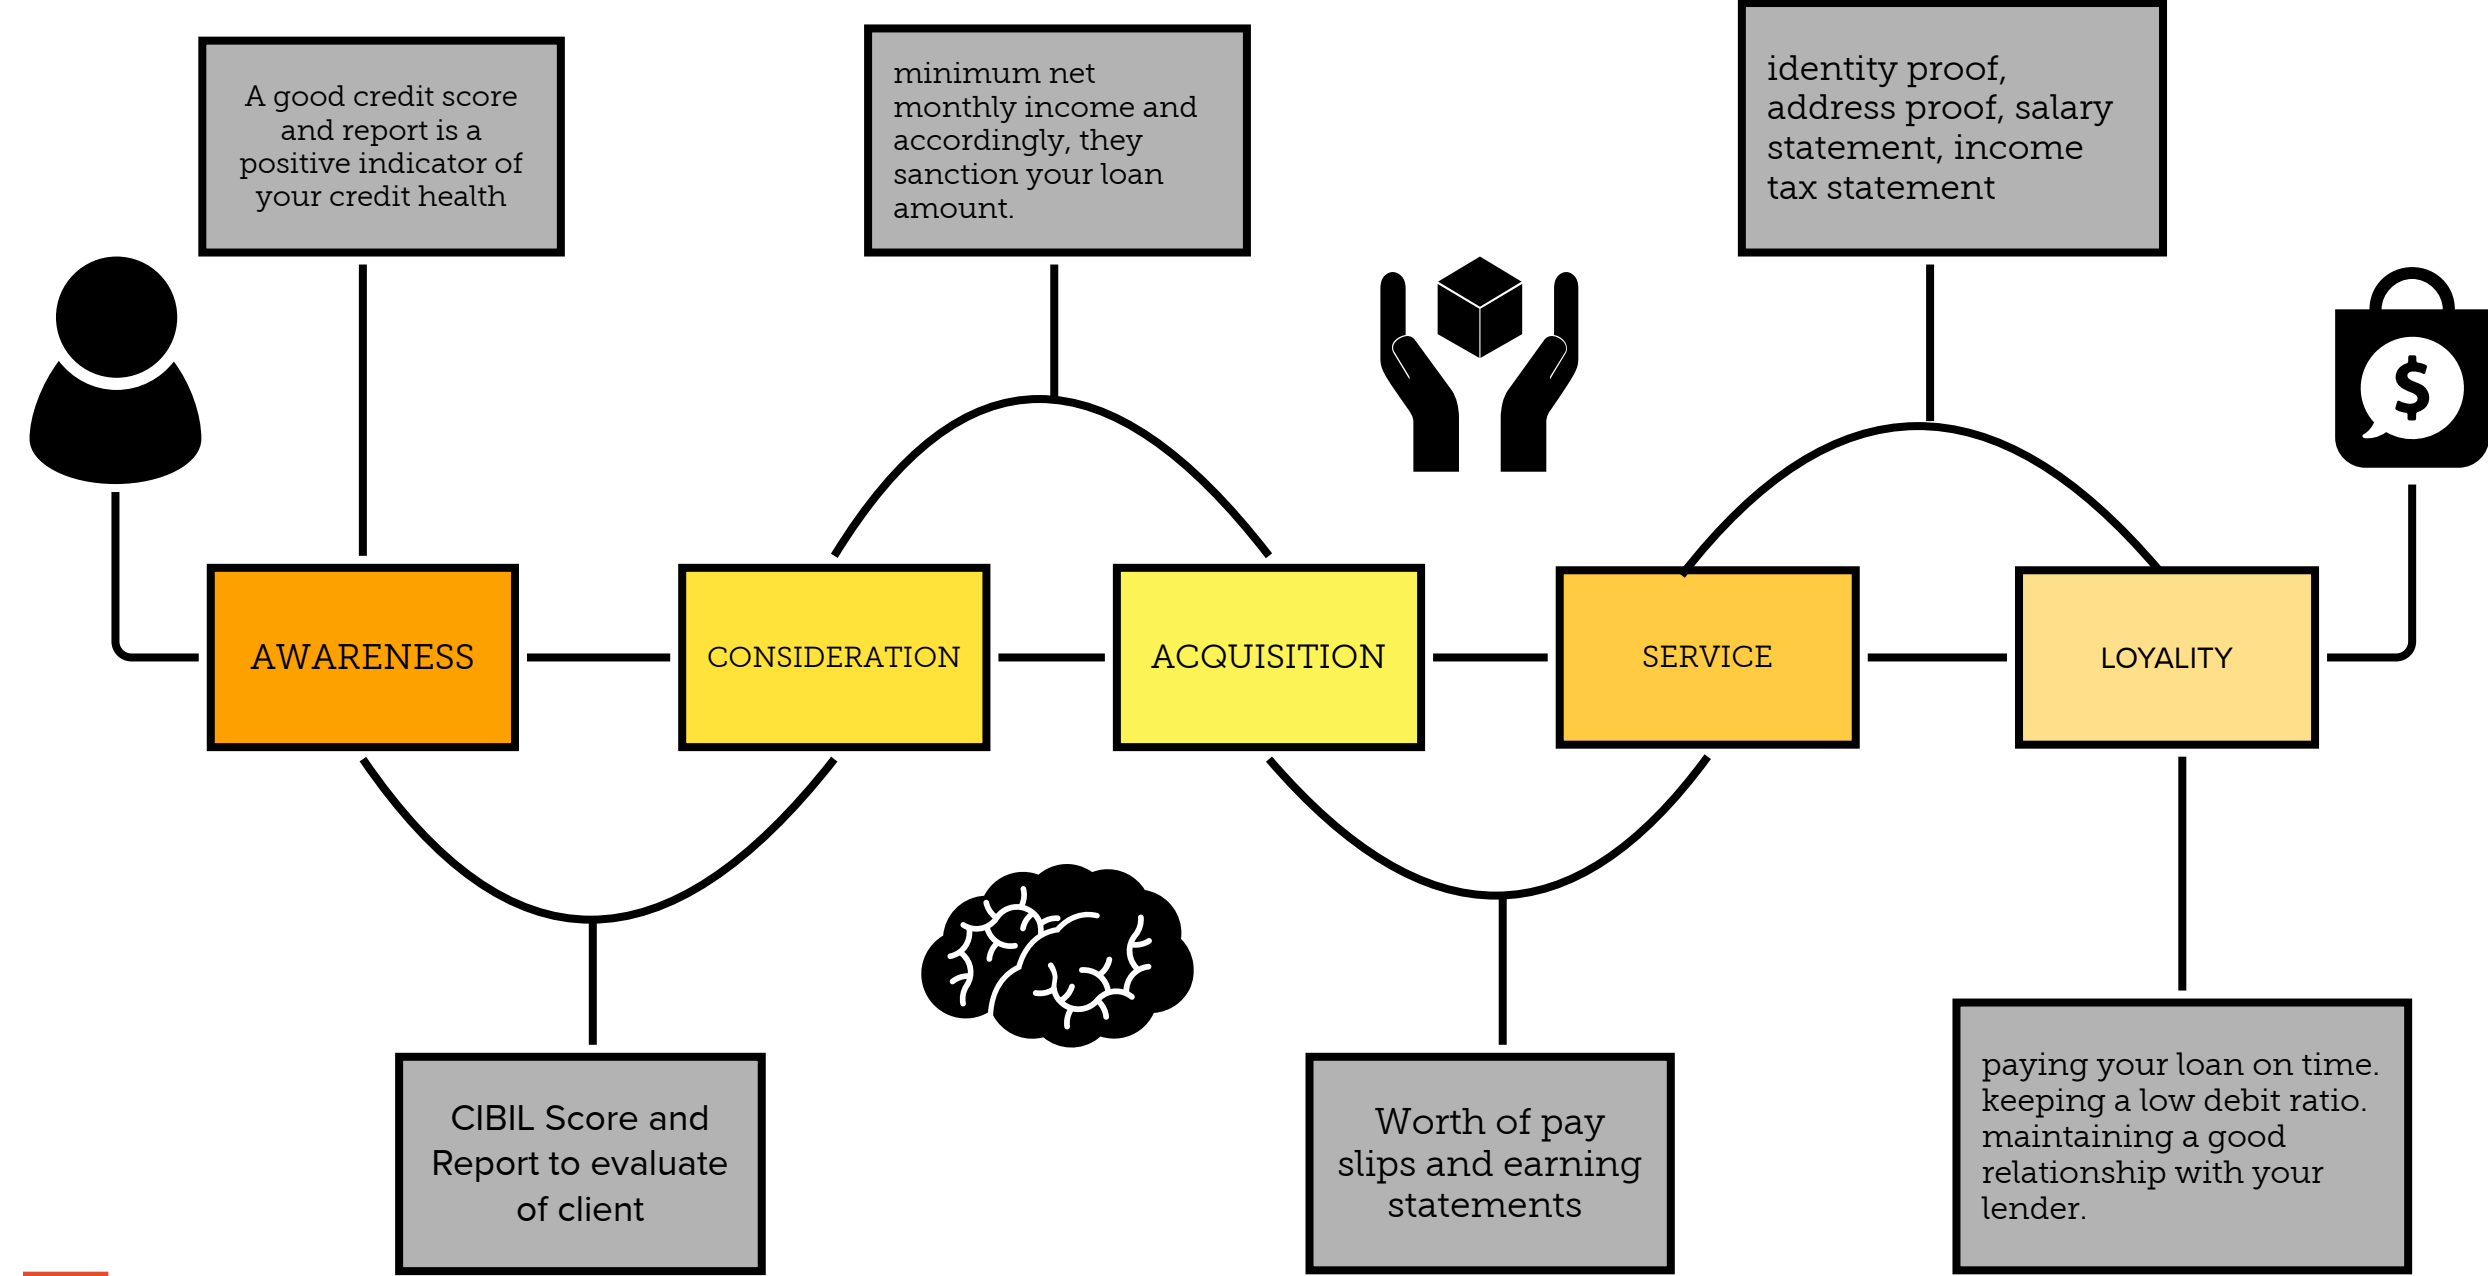 A good credit score
and report is a
positive indicator of
your credit health
minimum net
monthly income and
accordingly, they
sanction your loan
amount.
identity proof,
address proof, salary
statement, income
tax statement
$
AWARENESS
CONSIDERATION
ACQUISITION
SERVICE
LOYALITY
CIBIL Score and
Report to evaluate
of client
Worth of pay
slips and earning
statements
paying your loan on time.
keeping a low debit ratio.
maintaining a good
relationship with your
lender.